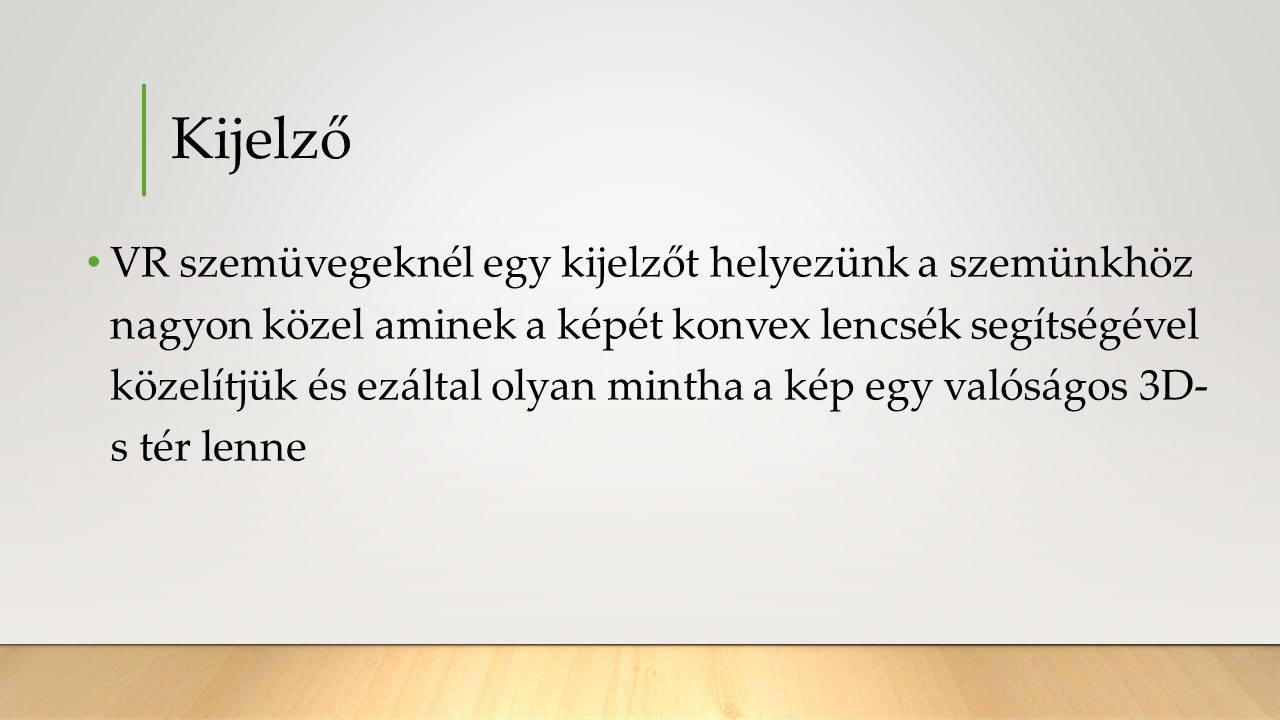 Kijelző
• VR szemüvegeknél egy kijelzőt helyezünk a szemünkhöz
nagyon közel aminek a képét konvex lencsék segítségével
közelítjük és ezáltal olyan mintha a kép egy valóságos 3D-
s tér lenne